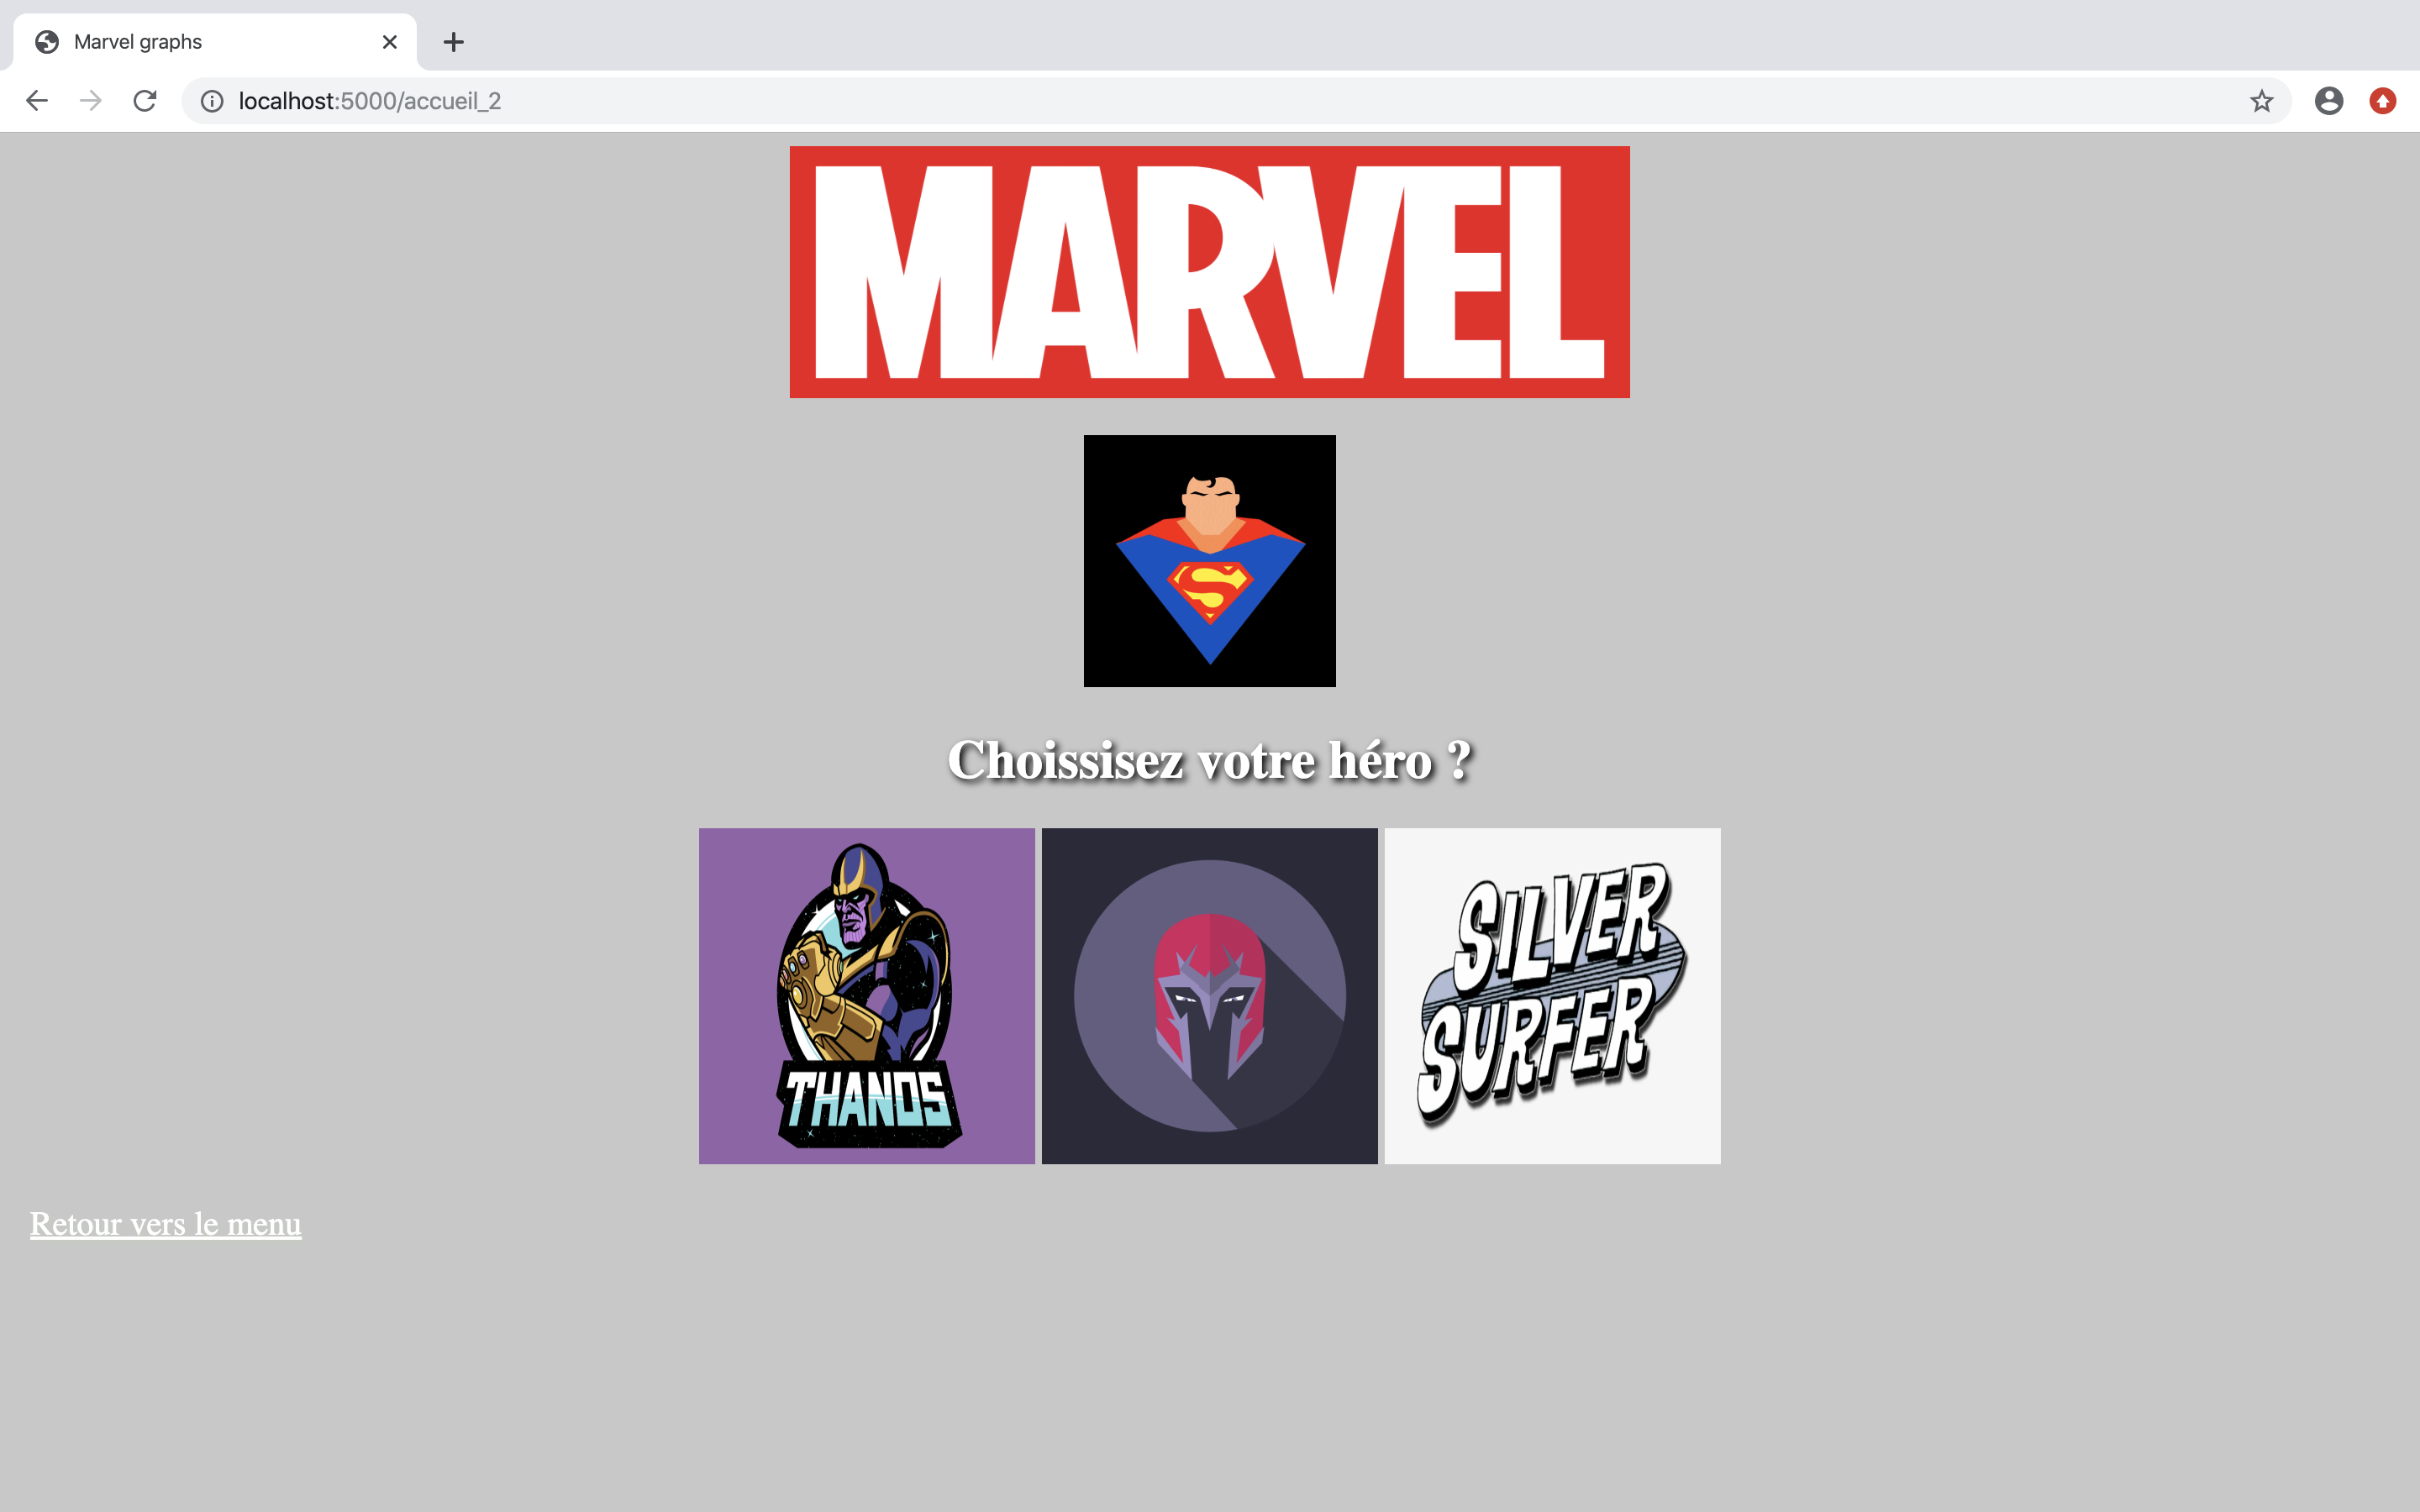 Marvel graphs
localhost:5000/accueil_2
MARVEL
S
Choissisez votre héro ?
THANOS
SILVER
SURFER
Retour vers le menu